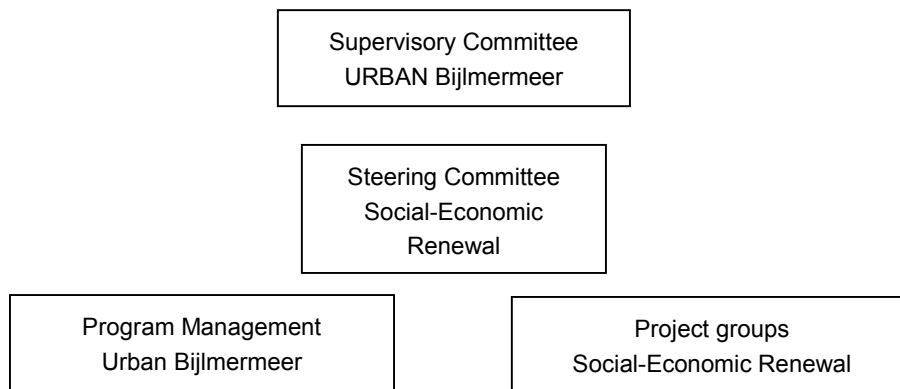 Supervisory Committee
URBAN Bijlmermeer
Steering Committee
Social-Economic
Renewal
Program Management
Urban Bijlmermeer
Project groups
Social-Economic Renewal